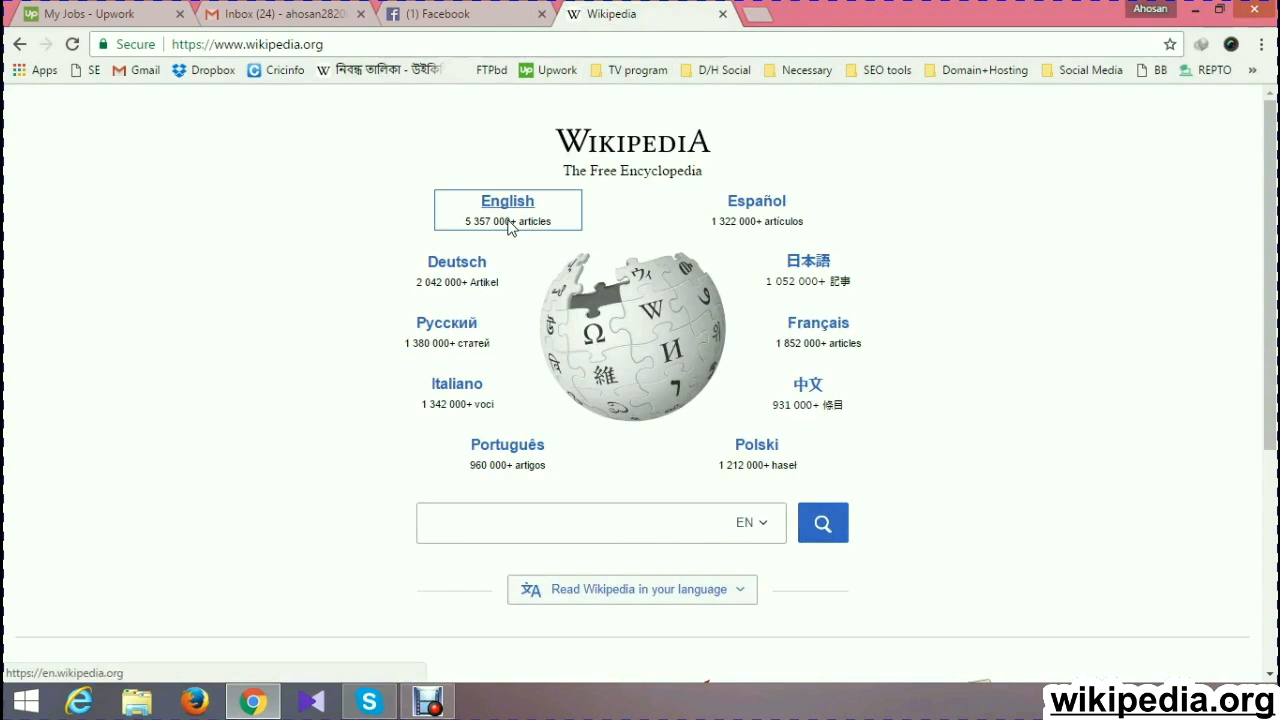 My Jobs - Upwork
Inbox (24) - ahosan2820
(1) Facebook
Wikipedia
Ahosan
Secure
https://www.wikipedia.org
Apps
SE
Gmail
Dropbox
Cricinfo
নিবন্ধ তালিকা - উইকি
FTPbd
Upwork
TV program
D/H Social
Necessary
SEO tools
Domain+Hosting
Social Media
BB
REPTO
»
WIKIPEDIA
The Free Encyclopedia
English
5 357 000+ articles
Español
1 322 000+ artículos
Deutsch
2 042 000+ Artikel
日本語
1 052 000+ 記事
Русский
1 380 000+ статей
Français
1 852 000+ articles
Italiano
1 342 000+ voci
中文
931 000+ 條目
Português
960 000+ artigos
Polski
1 212 000+ haseł
Ω
W
И
維
EN
Read Wikipedia in your language
https://en.wikipedia.org
wikipedia.org